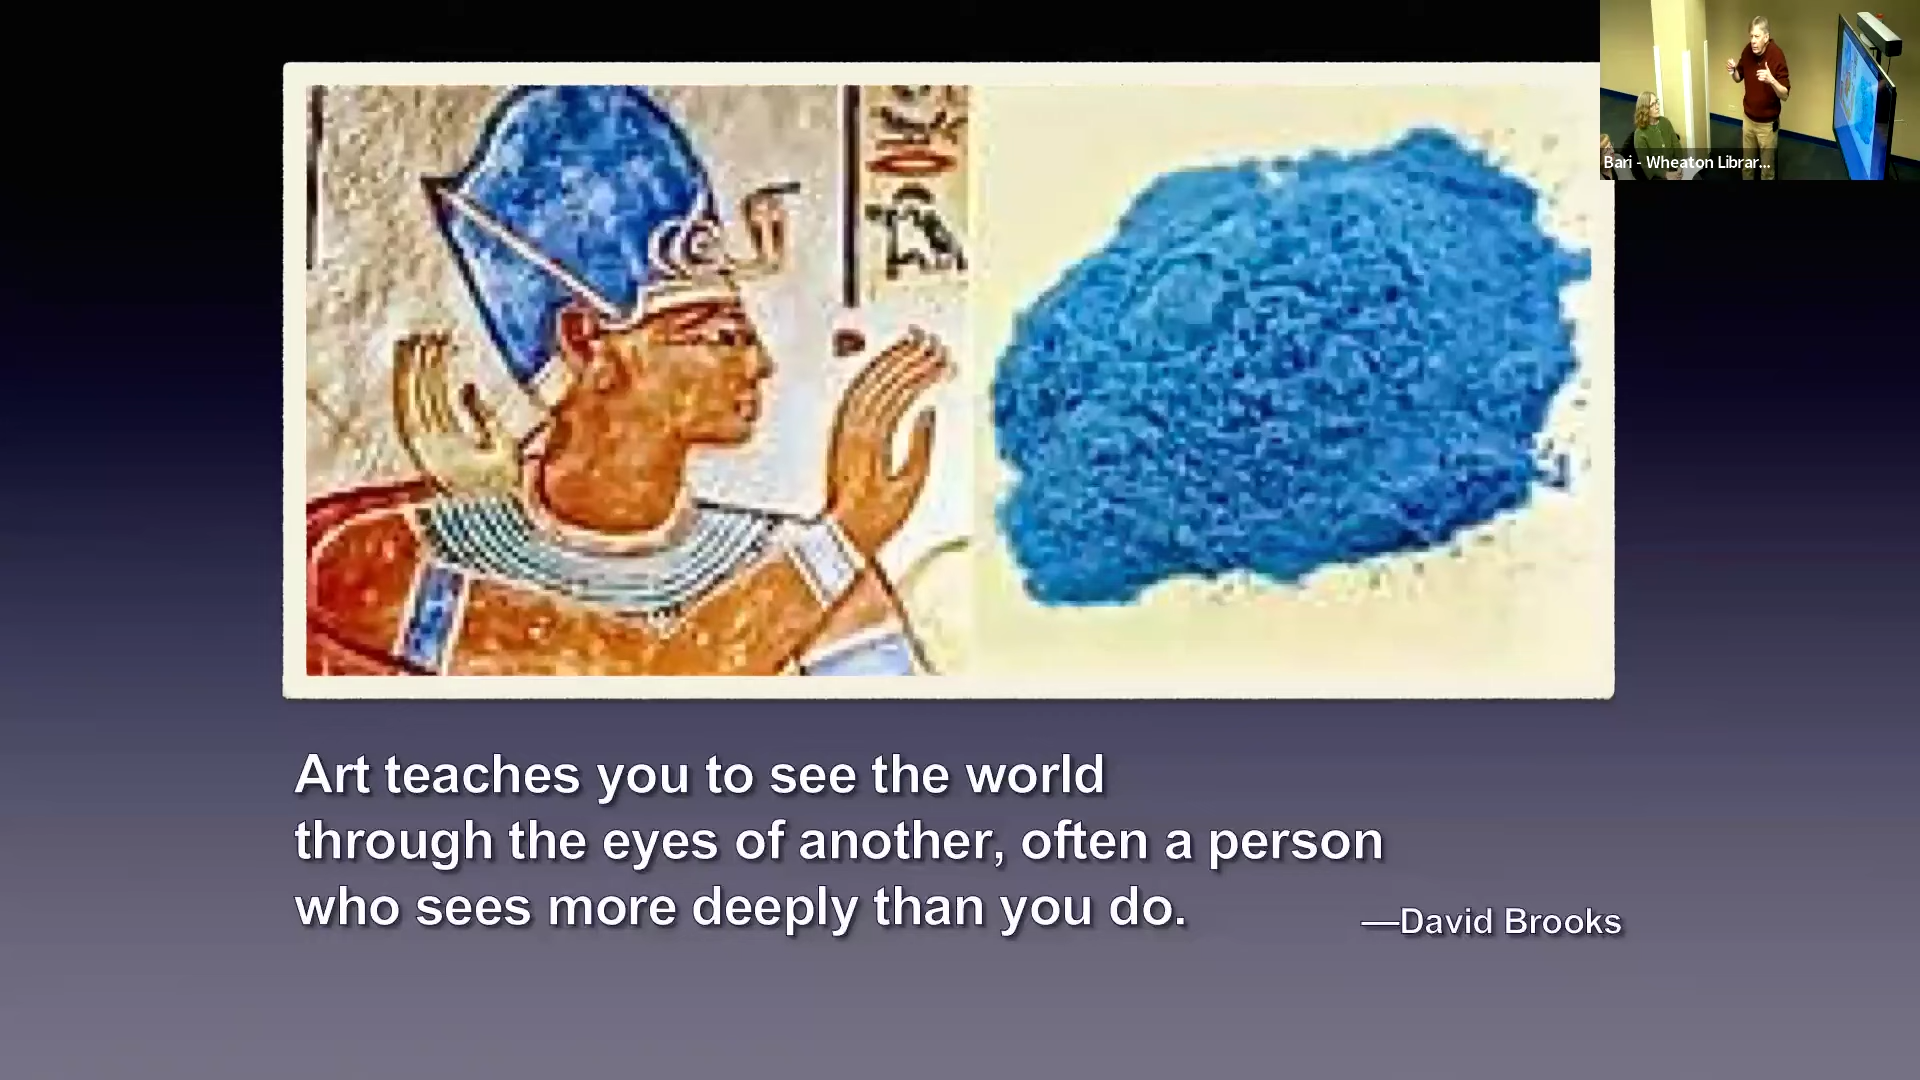 Bari - Wheaton Librar...
Art teaches you to see the world
through the eyes of another, often a person
who sees more deeply than you do.
—David Brooks